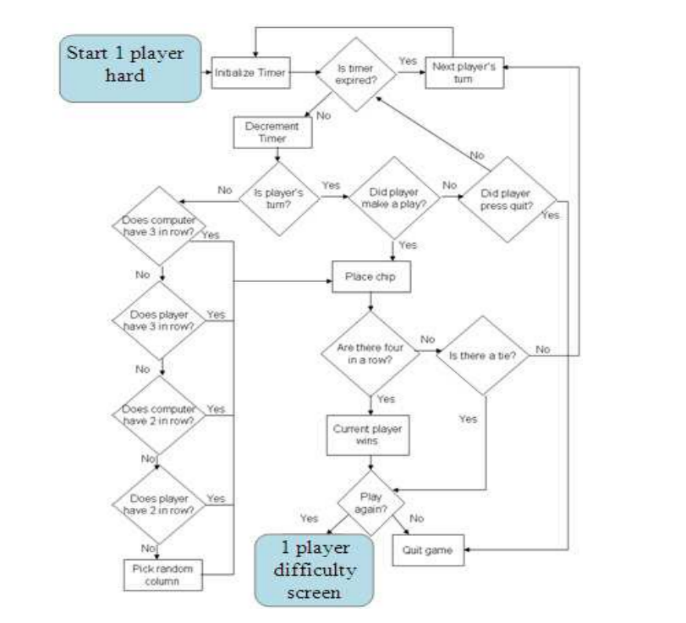 Start 1 player
hard
Initialize Timer
Is timer
expired?
Yes
Next player's
turn
No
Decrement
Timer
Is player's
turn?
No
Yes
Did player
make a play?
No
Did player
press quit?
No
Yes
Does computer
have 3 in row?
Yes
Yes
Place chip
No
Does player
have 3 in row?
Yes
Are there four
in a row?
No
Is there a tie?
No
No
Does computer
have 2 in row?
Yes
Yes
Current player
wins
Yes
No
Does player
have 2 in row?
Yes
Play
again?
Yes
No
No
Pick random
column
1 player
difficulty
screen
Quit game